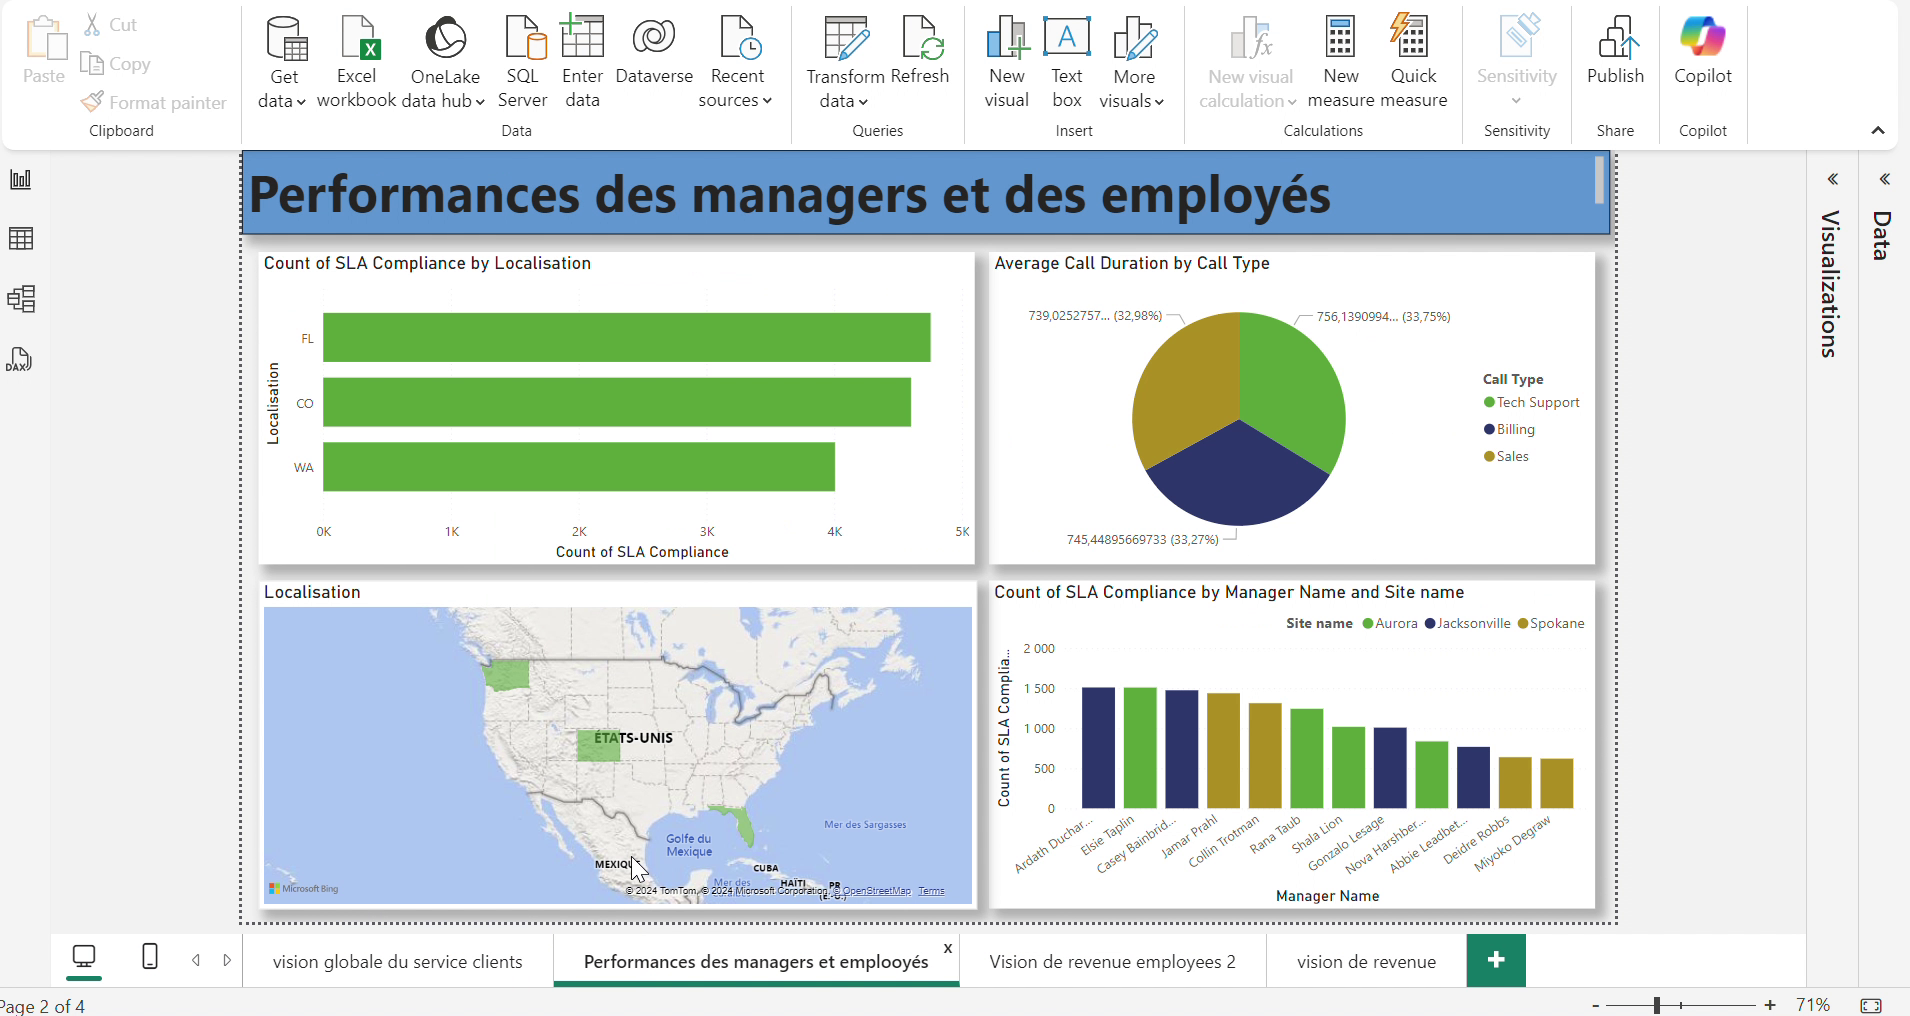 Paste
Cut
Copy
Format painter
Clipboard
Get data
Excel workbook
OneLake data hub
SQL Server
Enter data
Dataverse
Recent sources
Data
Transform data
Refresh
Queries
New visual
Text box
More visuals
Insert
New visual calculation
New measure
Quick measure
Calculations
Sensitivity
Sensitivity
Publish
Share
Copilot
Copilot
DAX
Performances des managers et des employés
Count of SLA Compliance by Localisation
Localisation
FL
CO
WA
0K 1K 2K 3K 4K 5K
Count of SLA Compliance
Average Call Duration by Call Type
739,0252757... (32,98%)
756,1390994... (33,75%)
745,44895669733 (33,27%)
Call Type
Tech Support
Billing
Sales
Localisation
ÉTATS-UNIS
Golfe du Mexique
Mer des Sargasses
CUBA
HAÏTI
PR
(É.-U.)
Mer des
Microsoft Bing
© 2024 TomTom, © 2024 Microsoft Corporation, © OpenStreetMap Terms
Count of SLA Compliance by Manager Name and Site name
Site name Aurora Jacksonville Spokane
Count of SLA Complia...
2 000
1 500
1 000
500
0
Ardath Duchar...
Elsie Taplin
Casey Bainbrid...
Jamar Prahl
Collin Trotman
Rana Taub
Shala Lion
Gonzalo Lesage
Nova Harshber...
Abbie Leadbet...
Deidre Robbs
Miyoko Degraw
Manager Name
Visualizations
Data
vision globale du service clients
Performances des managers et emplooyés
x
Vision de revenue employees 2
vision de revenue
+
Page 2 of 4
- + 71%